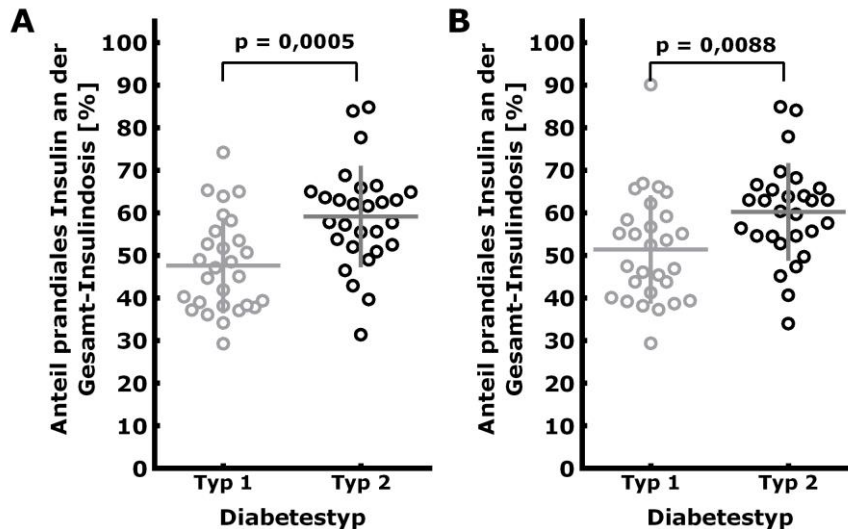 A
p = 0,0005
Anteil prandiales Insulin an der
Gesamt-Insulindosis [%]
100
90
80
70
60
50
40
30
20
10
0
Typ 1 Typ 2
Diabetestyp
B
p = 0,0088
Anteil prandiales Insulin an der
Gesamt-Insulindosis [%]
100
90
80
70
60
50
40
30
20
10
0
Typ 1 Typ 2
Diabetestyp